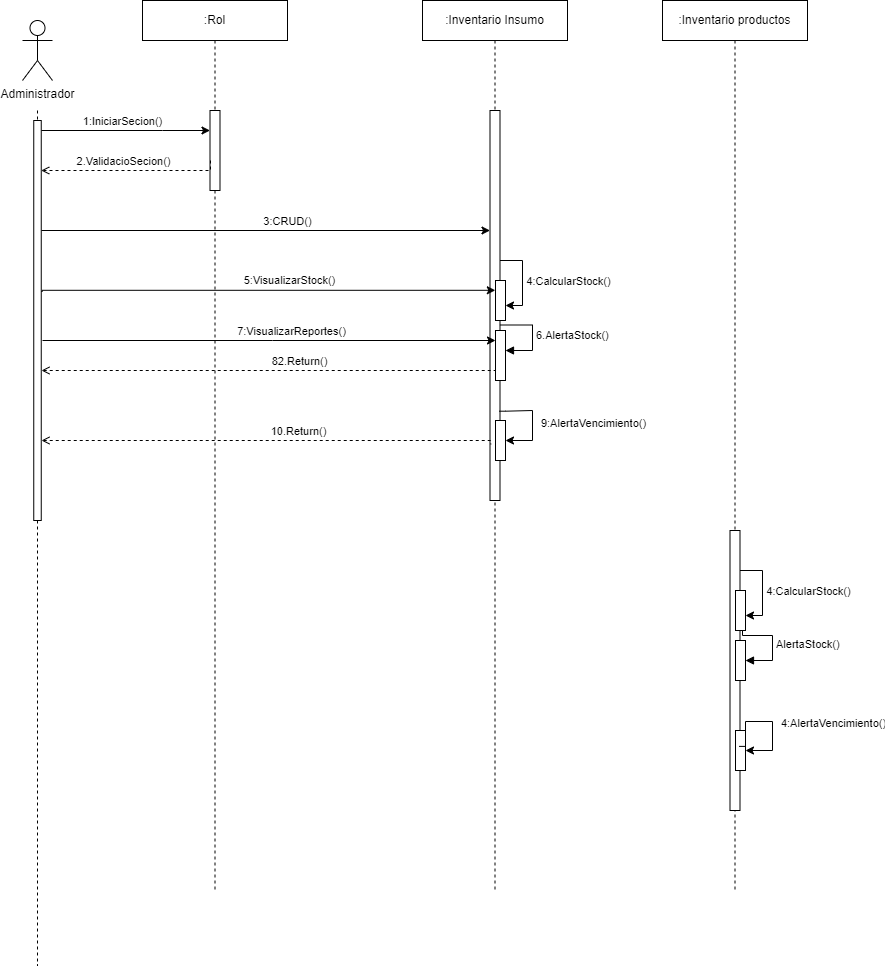 :Rol
:Inventario Insumo
:Inventario productos
Administrador
1:IniciarSecion()
2.ValidacioSecion()
3:CRUD()
5:VisualizarStock()
4:CalcularStock()
7:VisualizarReportes()
6.AlertaStock()
82.Return()
9:AlertaVencimiento()
10.Return()
4:CalcularStock()
AlertaStock()
4:AlertaVencimiento()